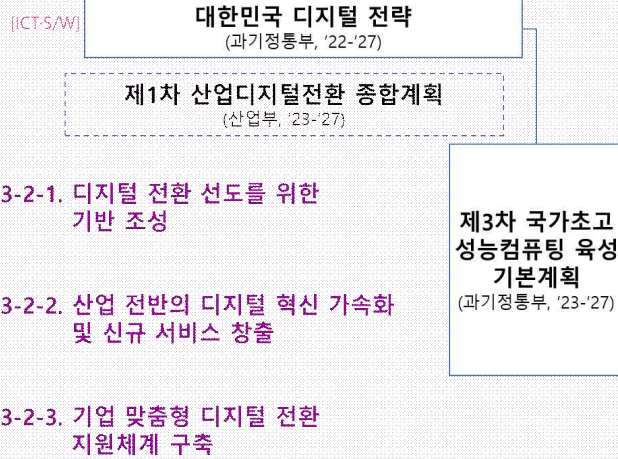 [ICT·S/W]
대한민국 디지털 전략
(과기정통부, '22-'27)
제1차 산업디지털전환 종합계획
(산업부, '23-'27)
3-2-1. 디지털 전환 선도를 위한
기반 조성
3-2-2. 산업 전반의 디지털 혁신 가속화
및 신규 서비스 창출
3-2-3. 기업 맞춤형 디지털 전환
지원체계 구축
제3차 국가초고
성능컴퓨팅 육성
기본계획
(과기정통부, '23-'27)